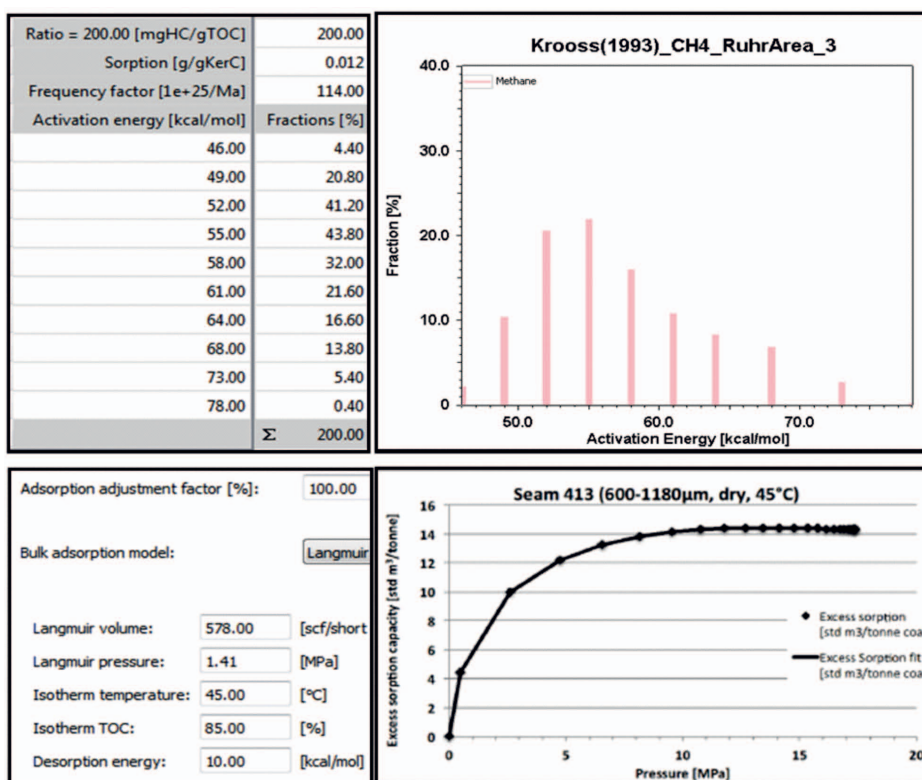 Ratio = 200.00 [mgHC/gTOC] 200.00
Sorption [g/gKerC] 0.012
Frequency factor [1e+25/Ma] 114.00
Activation energy [kcal/mol] Fractions [%]
46.00 4.40
49.00 20.80
52.00 41.20
55.00 43.80
58.00 32.00
61.00 21.60
64.00 16.60
68.00 13.80
73.00 5.40
78.00 0.40
Σ 200.00
Krooss(1993)_CH4_RuhrArea_3
Methane
Fraction [%]
40.0
30.0
20.0
10.0
0
50.0 60.0 70.0
Activation Energy [kcal/mol]
Adsorption adjustment factor [%]: 100.00
Bulk adsorption model: Langmuir
Langmuir volume: 578.00 [scf/short
Langmuir pressure: 1.41 [MPa]
Isotherm temperature: 45.00 [°C]
Isotherm TOC: 85.00 [%]
Desorption energy: 10.00 [kcal/mol]
Seam 413 (600-1180µm, dry, 45°C)
Excess sorption capacity [std m³/tonne]
16
14
12
10
8
6
4
2
0
0 5 10 15 20
Pressure [MPa]
Excess sorption
[std m3/tonne coa
Excess Sorption fit
[std m3/tonne coa